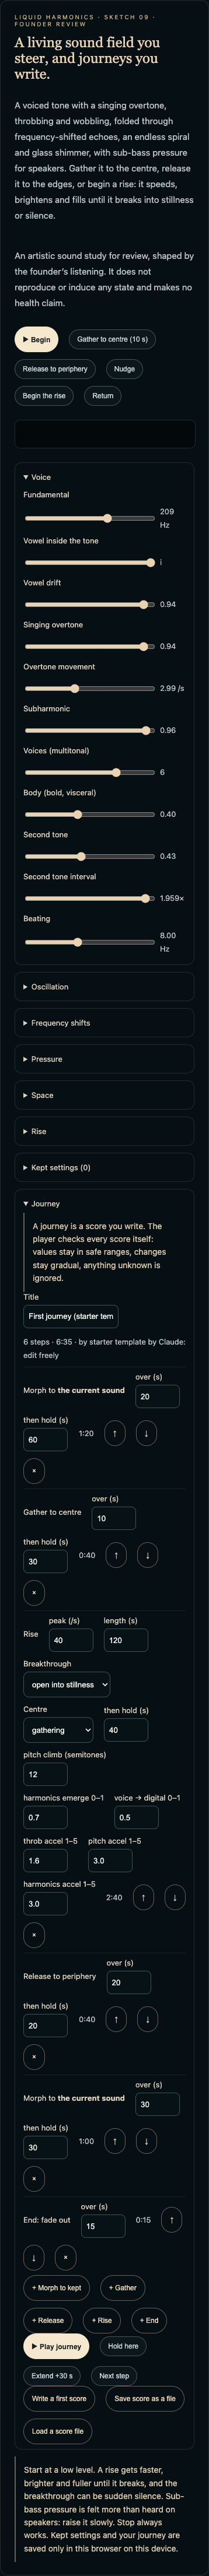 LIQUID HARMONICS · SKETCH 09 ·
FOUNDER REVIEW
A living sound field you
steer, and journeys you
write.
A voiced tone with a singing overtone,
throbbing and wobbling, folded through
frequency-shifted echoes, an endless spiral
and glass shimmer, with sub-bass pressure
for speakers. Gather it to the centre, release
it to the edges, or begin a rise: it speeds,
brightens and fills until it breaks into stillness
or silence.
An artistic sound study for review, shaped by
the founder's listening. It does not
reproduce or induce any state and makes no
health claim.
▶ Begin
Gather to centre (10 s)
Release to periphery
Nudge
Begin the rise
Return
▼ Voice
Fundamental
209
Hz
Vowel inside the tone
i
Vowel drift
0.94
Singing overtone
0.94
Overtone movement
2.99 /s
Subharmonic
0.96
Voices (multitonal)
6
Body (bold, visceral)
0.40
Second tone
0.43
Second tone interval
1.959×
Beating
8.00
Hz
▶ Oscillation
▶ Frequency shifts
▶ Pressure
▶ Space
▶ Rise
▶ Kept settings (0)
▼ Journey
A journey is a score you write. The
player checks every score itself:
values stay in safe ranges, changes
stay gradual, anything unknown is
ignored.
Title
First journey (starter tem
6 steps · 6:35 · by starter template by Claude:
edit freely
Morph to the current sound
over (s)
20
then hold (s)
60
1:20
↑
↓
×
Gather to centre
over (s)
10
then hold (s)
30
0:40
↑
↓
×
Rise
peak (/s)
40
length (s)
120
Breakthrough
open into stillness
Centre
gathering
then hold (s)
40
pitch climb (semitones)
12
harmonics emerge 0–1
0.7
voice → digital 0–1
0.5
throb accel 1–5
1.6
pitch accel 1–5
3.0
harmonics accel 1–5
3.0
2:40
↑
↓
×
Release to periphery
over (s)
20
then hold (s)
20
0:40
↑
↓
×
Morph to the current sound
over (s)
30
then hold (s)
30
1:00
↑
↓
×
End: fade out
over (s)
15
0:15
↑
↓
×
+ Morph to kept
+ Gather
+ Release
+ Rise
+ End
▶ Play journey
Hold here
Extend +30 s
Next step
Write a first score
Save score as a file
Load a score file
Start at a low level. A rise gets faster,
brighter and fuller until it breaks, and the
breakthrough can be sudden silence. Sub-
bass pressure is felt more than heard on
speakers: raise it slowly. Stop always
works. Kept settings and your journey are
saved only in this browser on this device.